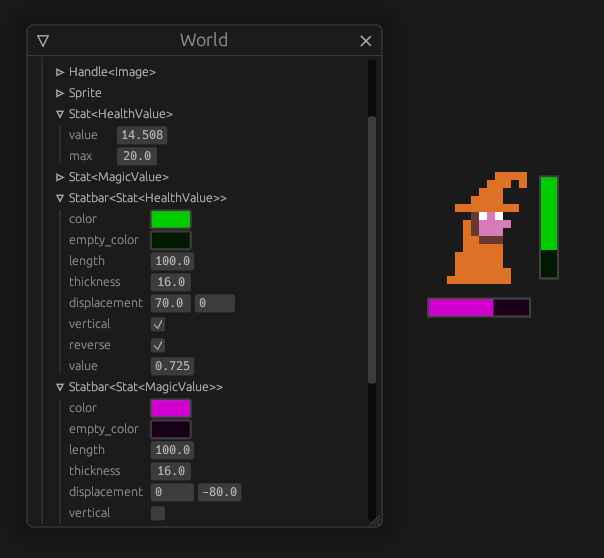 World
Handle<Image>
Sprite
Stat<HealthValue>
value 14.508
max 20.0
Stat<MagicValue>
Statbar<Stat<HealthValue>>
color
empty_color
length 100.0
thickness 16.0
displacement 70.0 0
vertical
reverse
value 0.725
Statbar<Stat<MagicValue>>
color
empty_color
length 100.0
thickness 16.0
displacement 0 -80.0
vertical